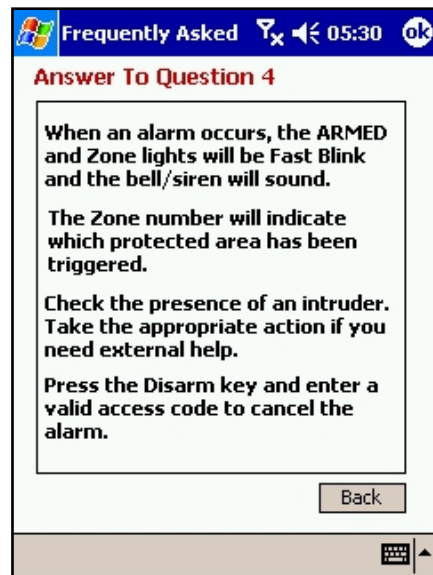 Frequently Asked 05:30 ok
Answer To Question 4
When an alarm occurs, the ARMED
and Zone lights will be Fast Blink
and the bell/siren will sound.
The Zone number will indicate
which protected area has been
triggered.
Check the presence of an intruder.
Take the appropriate action if you
need external help.
Press the Disarm key and enter a
valid access code to cancel the
alarm.
Back